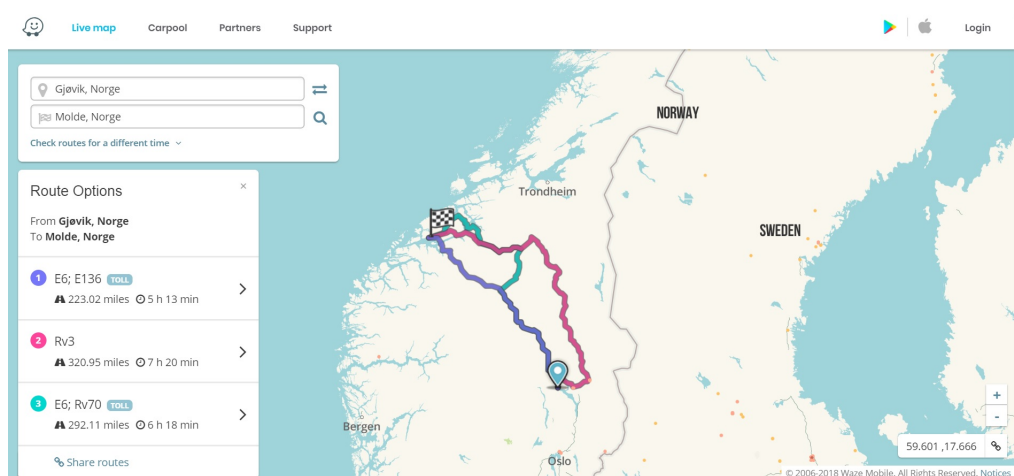 Live map
Carpool
Partners
Support
Login
Gjøvik, Norge
Molde, Norge
Check routes for a different time
Route Options
×
From Gjøvik, Norge
To Molde, Norge
1 E6; E136 TOLL
223.02 miles 5 h 13 min
2 Rv3
320.95 miles 7 h 20 min
3 E6; Rv70 TOLL
292.11 miles 6 h 18 min
Share routes
NORWAY
Trondheim
SWEDEN
Bergen
Oslo
+
-
59.601 ,17.666
© 2006-2018 Waze Mobile. All Rights Reserved. Notices